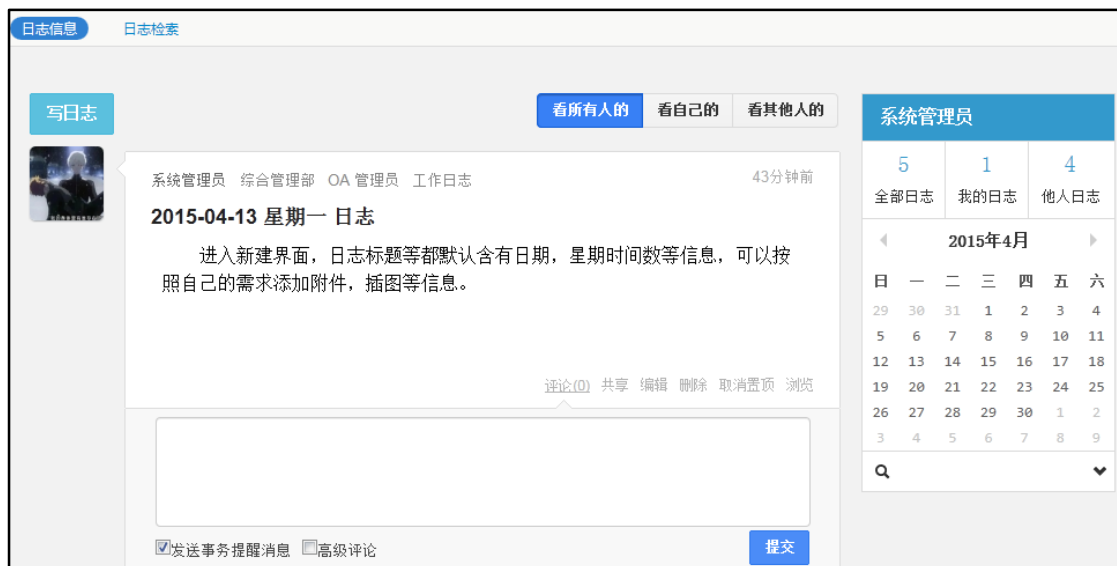 日志信息 日志检索
写日志
看所有人的 看自己的 看其他人的
系统管理员 综合管理部 OA 管理员 工作日志 43分钟前
2015-04-13 星期一 日志
进入新建界面，日志标题等都默认含有日期，星期时间数等信息，可以按
照自己的需求添加附件，插图等信息。
评论(0) 共享 编辑 删除 取消置顶 浏览
发送事务提醒消息 高级评论 提交
系统管理员
5 1 4
全部日志 我的日志 他人日志
2015年4月
日 一 二 三 四 五 六
29 30 31 1 2 3 4
5 6 7 8 9 10 11
12 13 14 15 16 17 18
19 20 21 22 23 24 25
26 27 28 29 30 1 2
3 4 5 6 7 8 9